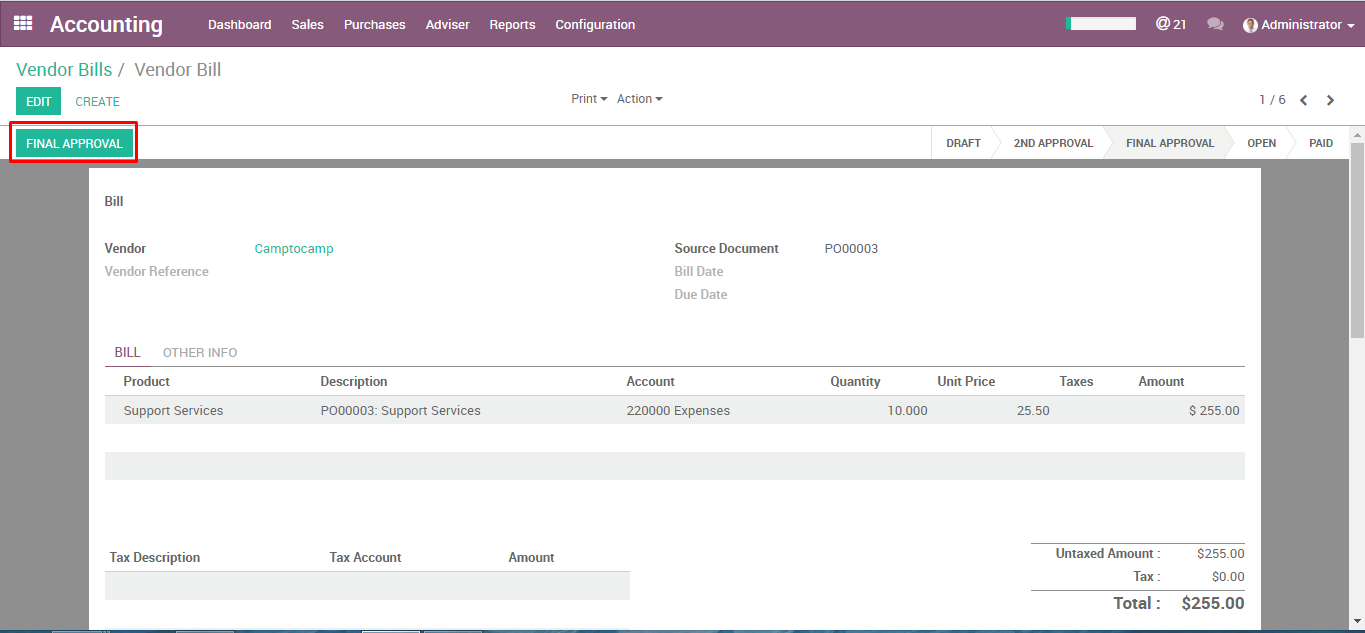 Accounting Dashboard Sales Purchases Adviser Reports Configuration @ 21 Administrator
Vendor Bills / Vendor Bill
EDIT CREATE Print Action 1 / 6
FINAL APPROVAL DRAFT 2ND APPROVAL FINAL APPROVAL OPEN PAID
Bill
Vendor Camptocamp Source Document PO00003
Vendor Reference Bill Date
Due Date
BILL OTHER INFO
Product Description Account Quantity Unit Price Taxes Amount
Support Services PO00003: Support Services 220000 Expenses 10.000 25.50 $ 255.00
Untaxed Amount : $255.00
Tax Description Tax Account Amount
Tax : $0.00
Total : $255.00